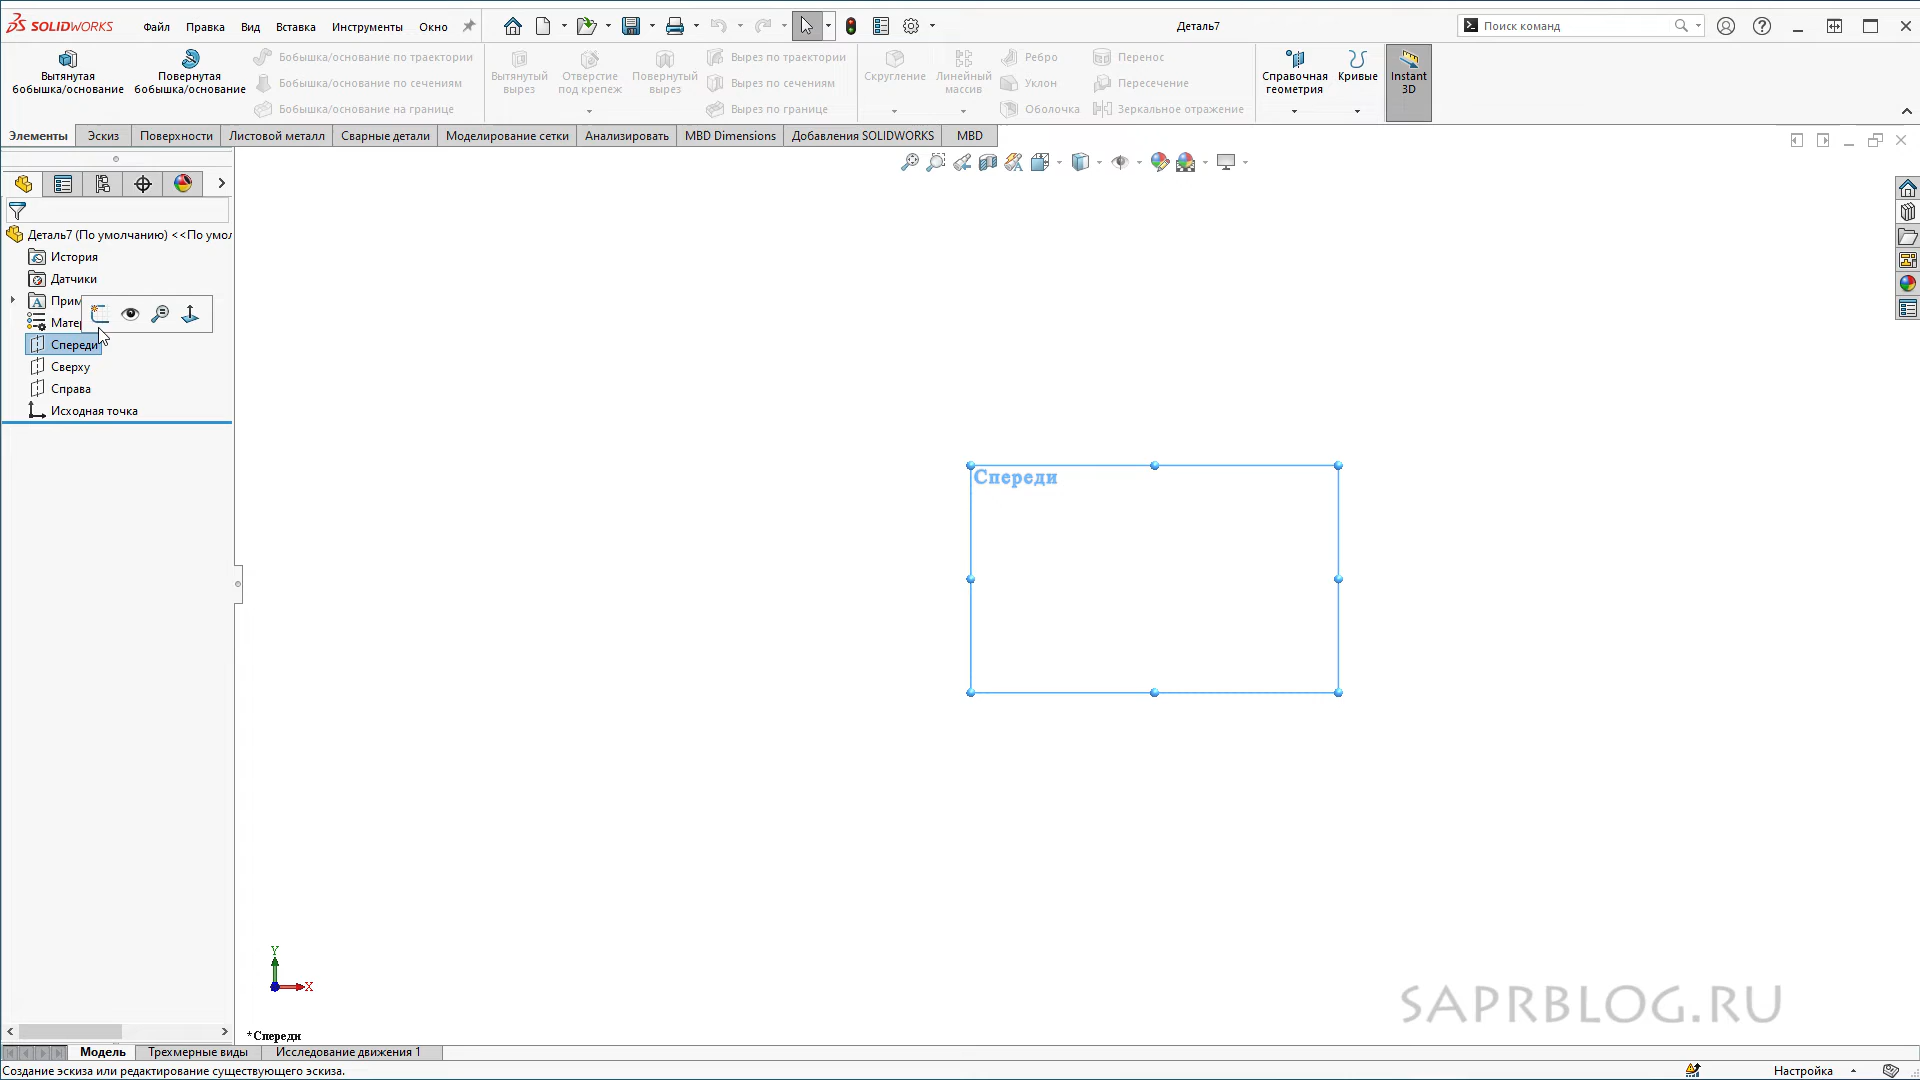 SOLIDWORKS
Файл Правка Вид Вставка Инструменты Окно
Деталь7
Поиск команд
Вытянутая бобышка/основание
Повернутая бобышка/основание
Бобышка/основание по траектории
Бобышка/основание по сечениям
Бобышка/основание на границе
Вытянутый вырез
Отверстие под крепеж
Повернутый вырез
Вырез по траектории
Вырез по сечениям
Вырез по границе
Скругление
Линейный массив
Ребро
Уклон
Оболочка
Перенос
Пересечение
Зеркальное отражение
Справочная геометрия
Кривые
Instant 3D
Элементы Эскиз Поверхности Листовой металл Сварные детали Моделирование сетки Анализировать MBD Dimensions Добавления SOLIDWORKS MBD
Деталь7 (По умолчанию) <<По умол
История
Датчики
Прим
Мате
Спереди
Сверху
Справа
Исходная точка
Спереди
Y
X
*Спереди
SAPRBLOG.RU
Модель Трехмерные виды Исследование движения 1
Создание эскиза или редактирование существующего эскиза.
Настройка